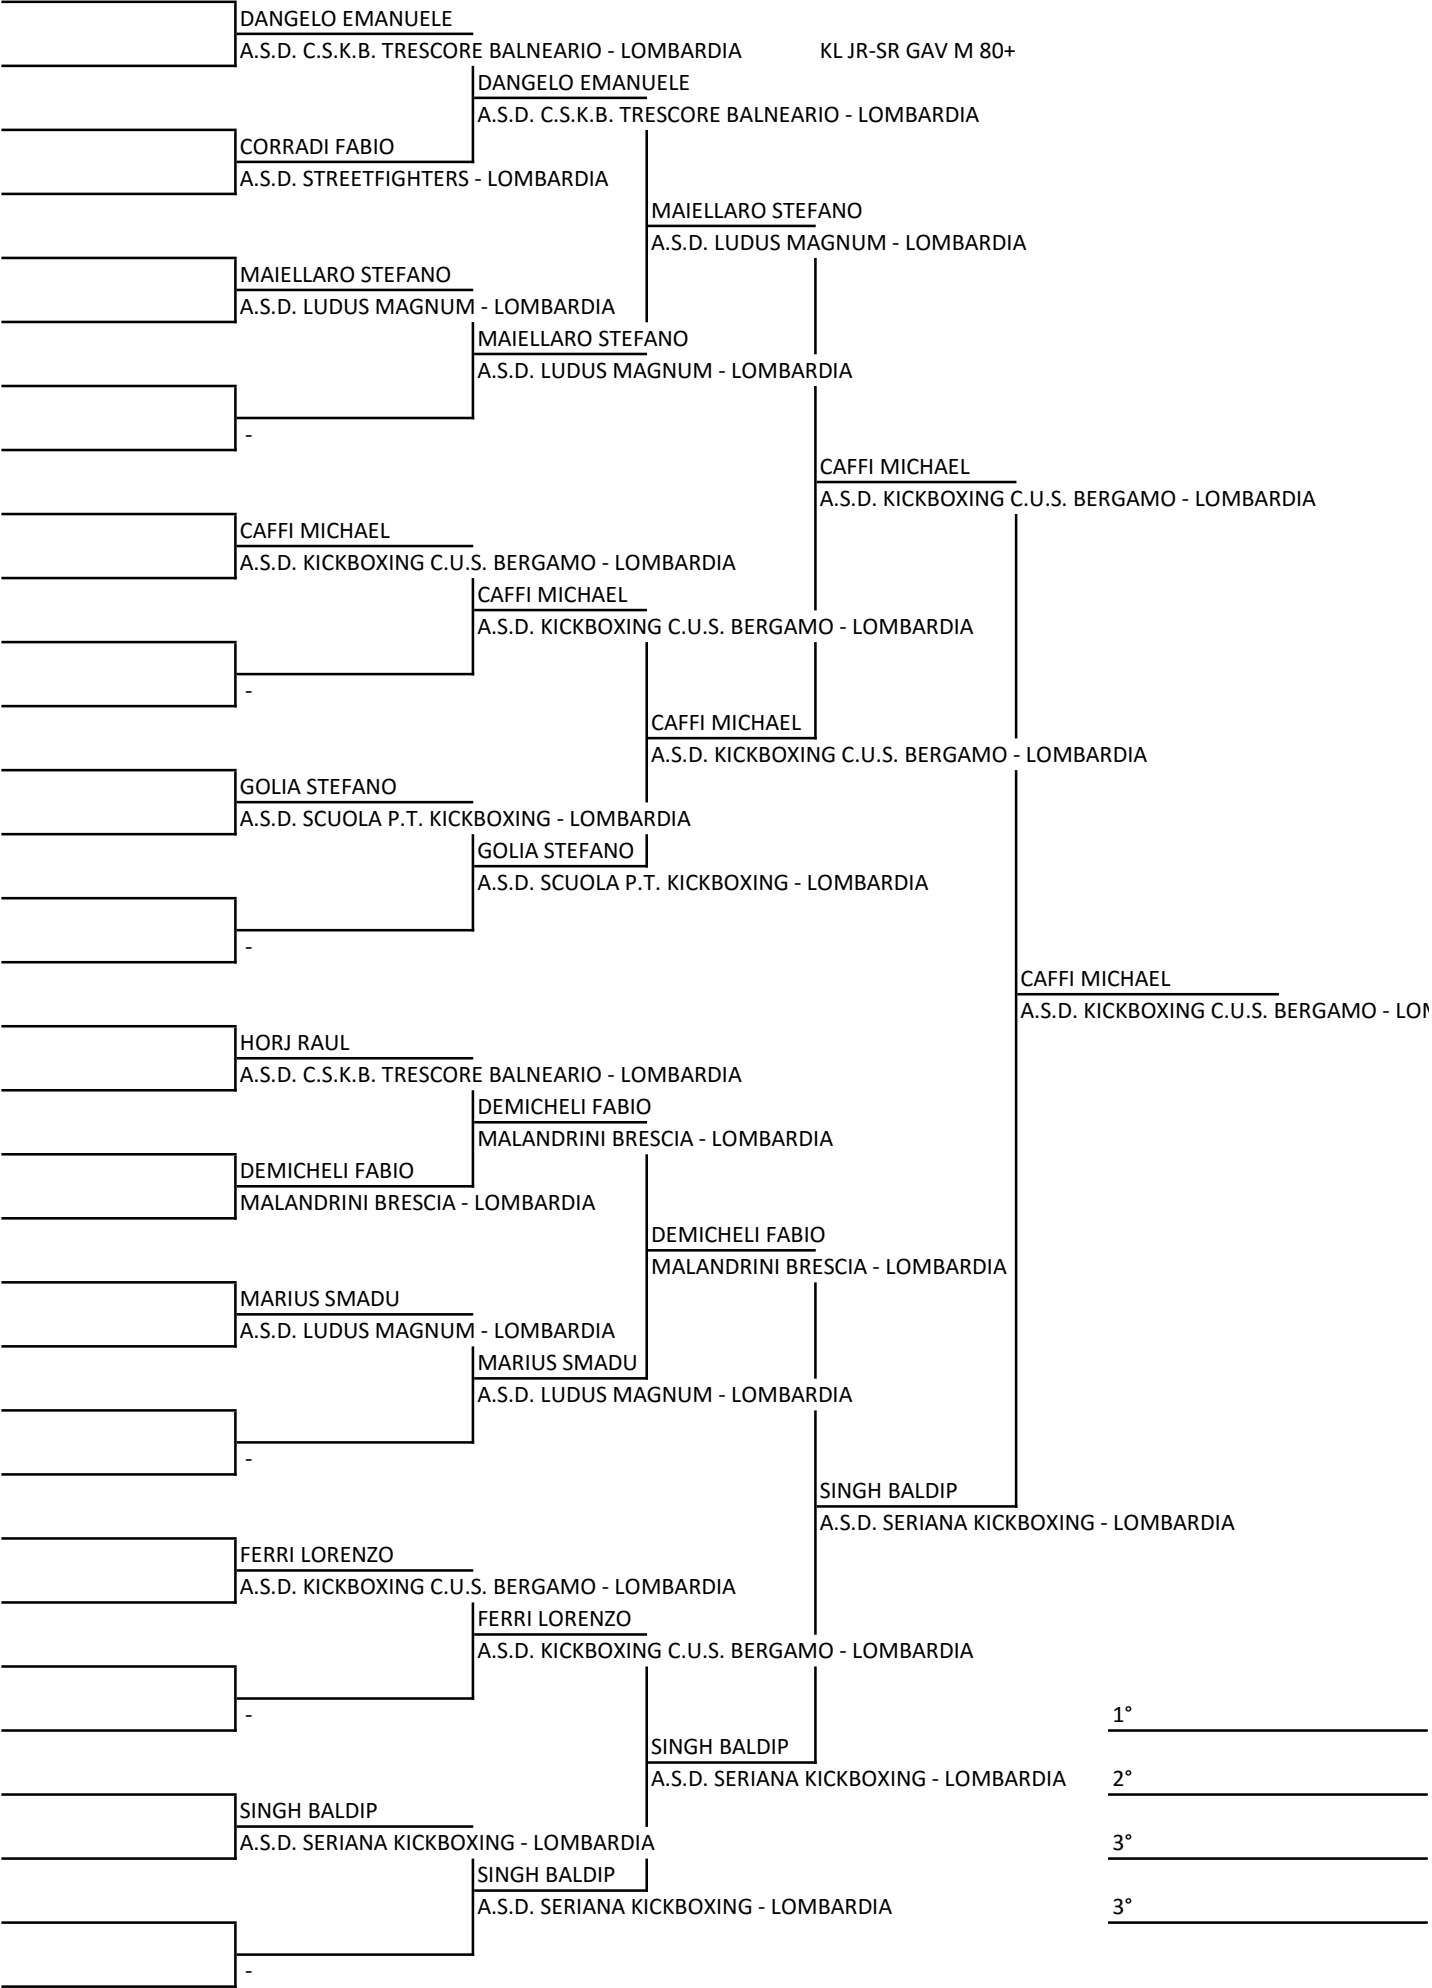 DANGELO EMANUELE
A.S.D. C.S.K.B. TRESCORE BALNEARIO - LOMBARDIA KL JR-SR GAV M 80+
DANGELO EMANUELE
A.S.D. C.S.K.B. TRESCORE BALNEARIO - LOMBARDIA
CORRADI FABIO
A.S.D. STREETFIGHTERS - LOMBARDIA
MAIELLARO STEFANO
A.S.D. LUDUS MAGNUM - LOMBARDIA
MAIELLARO STEFANO
A.S.D. LUDUS MAGNUM - LOMBARDIA
MAIELLARO STEFANO
A.S.D. LUDUS MAGNUM - LOMBARDIA
-
CAFFI MICHAEL
A.S.D. KICKBOXING C.U.S. BERGAMO - LOMBARDIA
CAFFI MICHAEL
A.S.D. KICKBOXING C.U.S. BERGAMO - LOMBARDIA
CAFFI MICHAEL
A.S.D. KICKBOXING C.U.S. BERGAMO - LOMBARDIA
-
CAFFI MICHAEL
A.S.D. KICKBOXING C.U.S. BERGAMO - LOMBARDIA
GOLIA STEFANO
A.S.D. SCUOLA P.T. KICKBOXING - LOMBARDIA
GOLIA STEFANO
A.S.D. SCUOLA P.T. KICKBOXING - LOMBARDIA
-
CAFFI MICHAEL
A.S.D. KICKBOXING C.U.S. BERGAMO -
HORJ RAUL
A.S.D. C.S.K.B. TRESCORE BALNEARIO - LOMBARDIA
DEMICHELI FABIO
MALANDRINI BRESCIA - LOMBARDIA
DEMICHELI FABIO
MALANDRINI BRESCIA - LOMBARDIA
DEMICHELI FABIO
MALANDRINI BRESCIA - LOMBARDIA
MARIUS SMADU
A.S.D. LUDUS MAGNUM - LOMBARDIA
MARIUS SMADU
A.S.D. LUDUS MAGNUM - LOMBARDIA
-
SINGH BALDIP
A.S.D. SERIANA KICKBOXING - LOMBARDIA
FERRI LORENZO
A.S.D. KICKBOXING C.U.S. BERGAMO - LOMBARDIA
FERRI LORENZO
A.S.D. KICKBOXING C.U.S. BERGAMO - LOMBARDIA
-
1°
SINGH BALDIP
A.S.D. SERIANA KICKBOXING - LOMBARDIA
2°
SINGH BALDIP
A.S.D. SERIANA KICKBOXING - LOMBARDIA
3°
SINGH BALDIP
A.S.D. SERIANA KICKBOXING - LOMBARDIA
3°
-